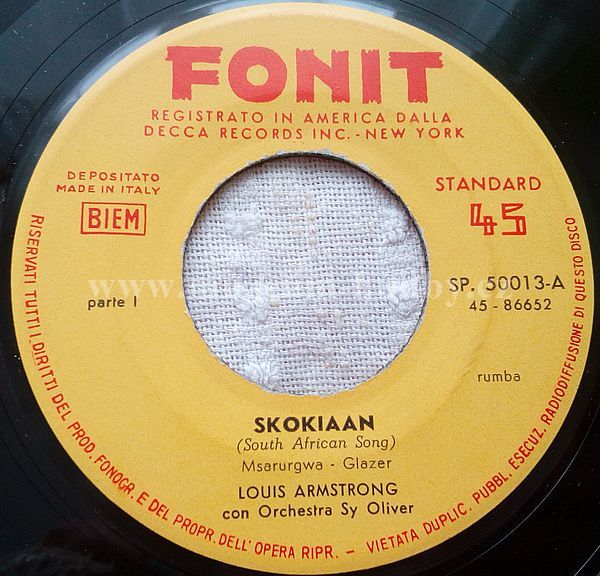 FONIT
REGISTRATO IN AMERICA DALLA
DECCA RECORDS INC. - NEW YORK
DEPOSITATO
MADE IN ITALY
BIEM
STANDARD
45
parte I
SP. 50013-A
45 - 86652
rumba
SKOKIAAN
(South African Song)
Msarurgwa - Glazer
LOUIS ARMSTRONG
con Orchestra Sy Oliver
RISERVATI TUTTI I DIRITTI DEL PROD. FONOGR. E DEL PROPR. DELL'OPERA RIPR. - VIETATA DUPLIC. PUBBL. ESECUZ. RADIODIFFUSIONE DI QUESTO DISCO